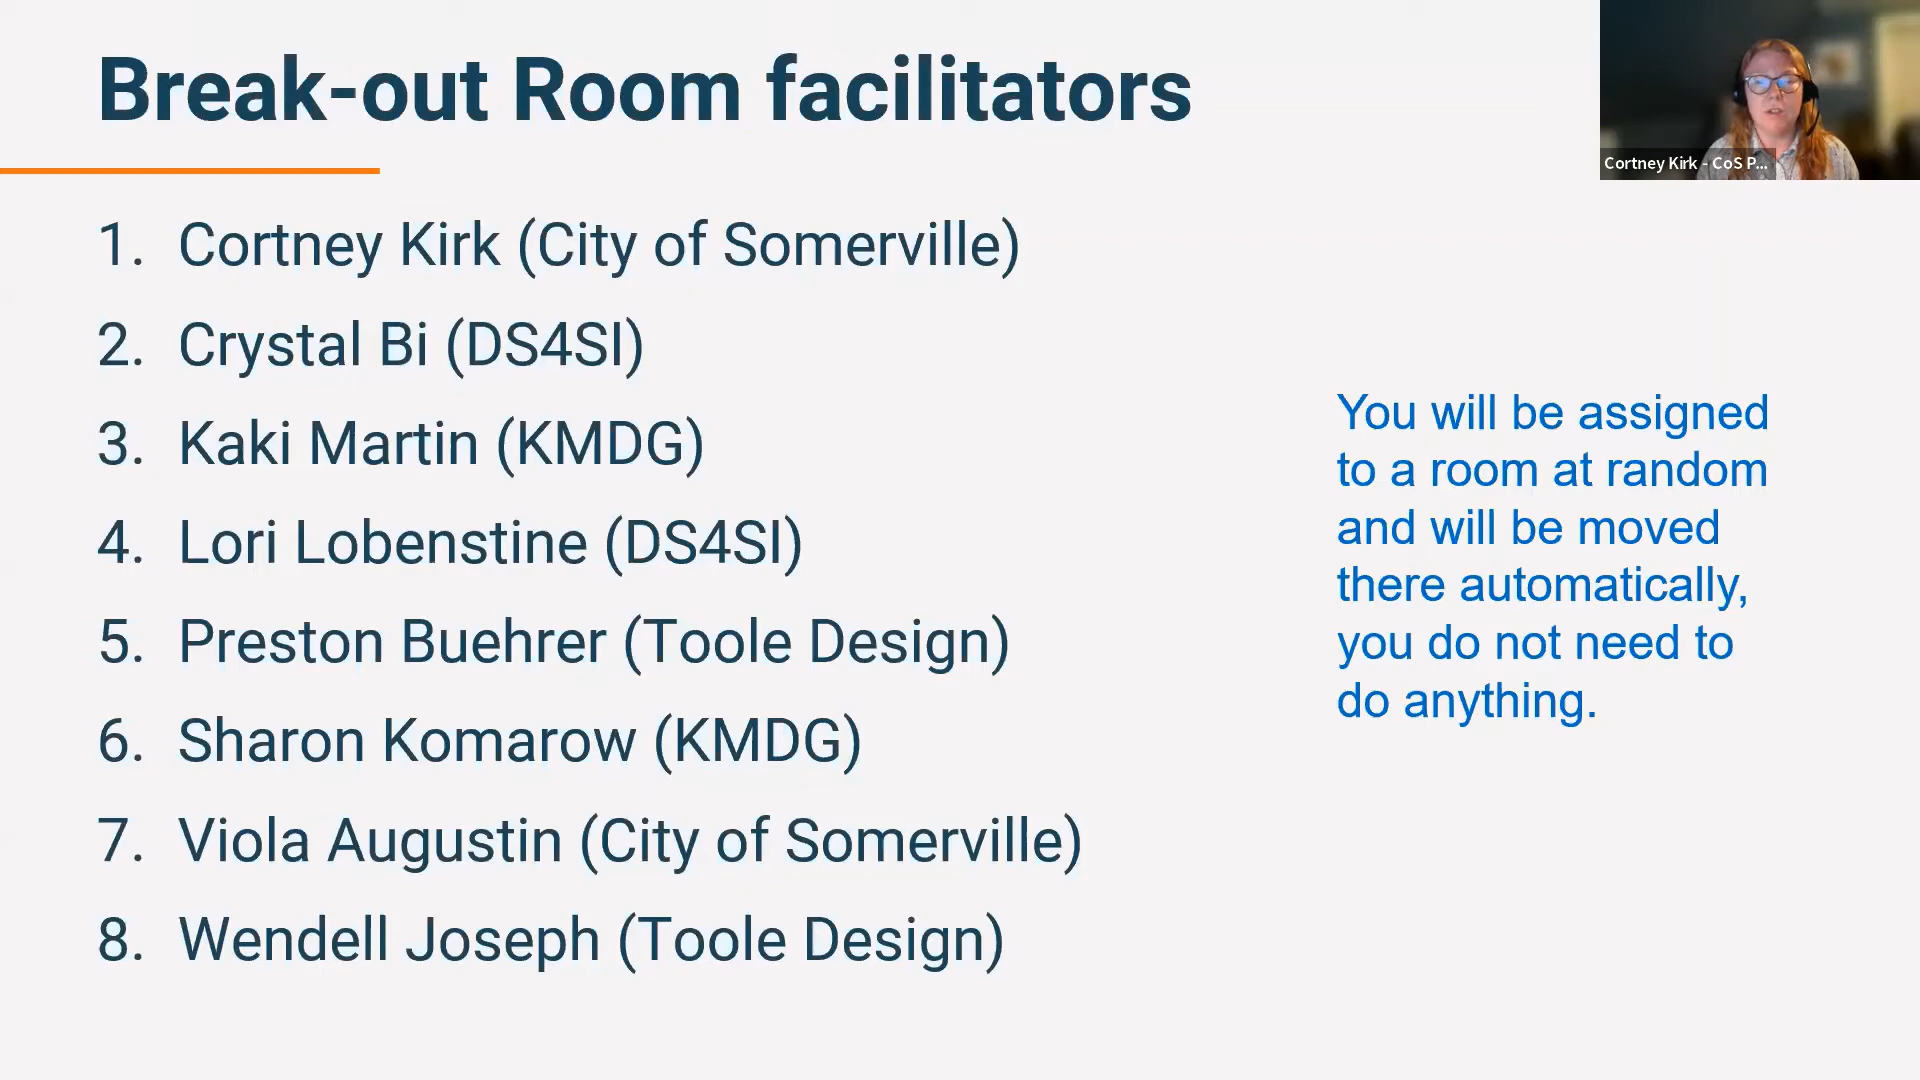 Break-out Room facilitators
Cortney Kirk - CoS P...
1. Cortney Kirk (City of Somerville)
2. Crystal Bi (DS4SI)
3. Kaki Martin (KMDG)
4. Lori Lobenstine (DS4SI)
5. Preston Buehrer (Toole Design)
6. Sharon Komarow (KMDG)
7. Viola Augustin (City of Somerville)
8. Wendell Joseph (Toole Design)
You will be assigned
to a room at random
and will be moved
there automatically,
you do not need to
do anything.